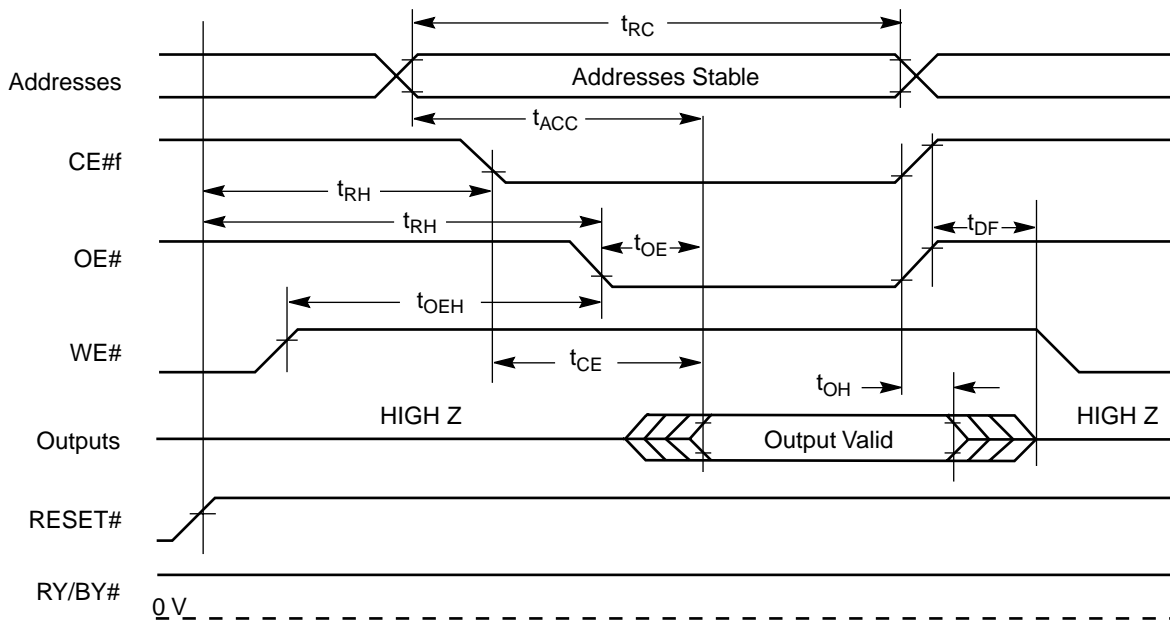 tRC
Addresses
Addresses Stable
tACC
CE#f
tRH
tRH
tDF
tOE
OE#
tOEH
WE#
tCE
tOH
HIGH Z
HIGH Z
Outputs
Output Valid
RESET#
RY/BY#
0 V